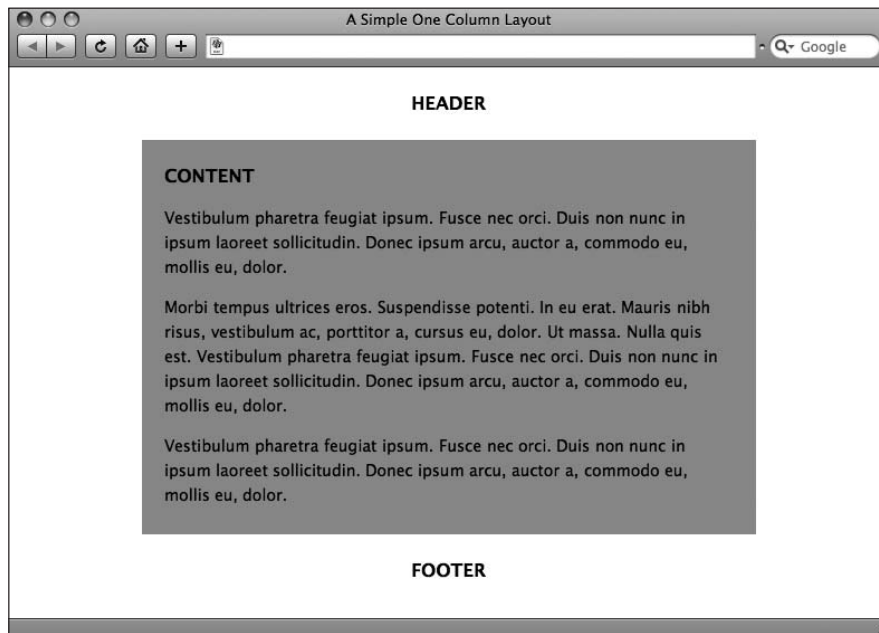 A Simple One Column Layout
Google
HEADER
CONTENT
Vestibulum pharetra feugiat ipsum. Fusce nec orci. Duis non nunc in
ipsum laoreet sollicitudin. Donec ipsum arcu, auctor a, commodo eu,
mollis eu, dolor.
Morbi tempus ultrices eros. Suspendisse potenti. In eu erat. Mauris nibh
risus, vestibulum ac, porttitor a, cursus eu, dolor. Ut massa. Nulla quis
est. Vestibulum pharetra feugiat ipsum. Fusce nec orci. Duis non nunc in
ipsum laoreet sollicitudin. Donec ipsum arcu, auctor a, commodo eu,
mollis eu, dolor.
Vestibulum pharetra feugiat ipsum. Fusce nec orci. Duis non nunc in
ipsum laoreet sollicitudin. Donec ipsum arcu, auctor a, commodo eu,
mollis eu, dolor.
FOOTER